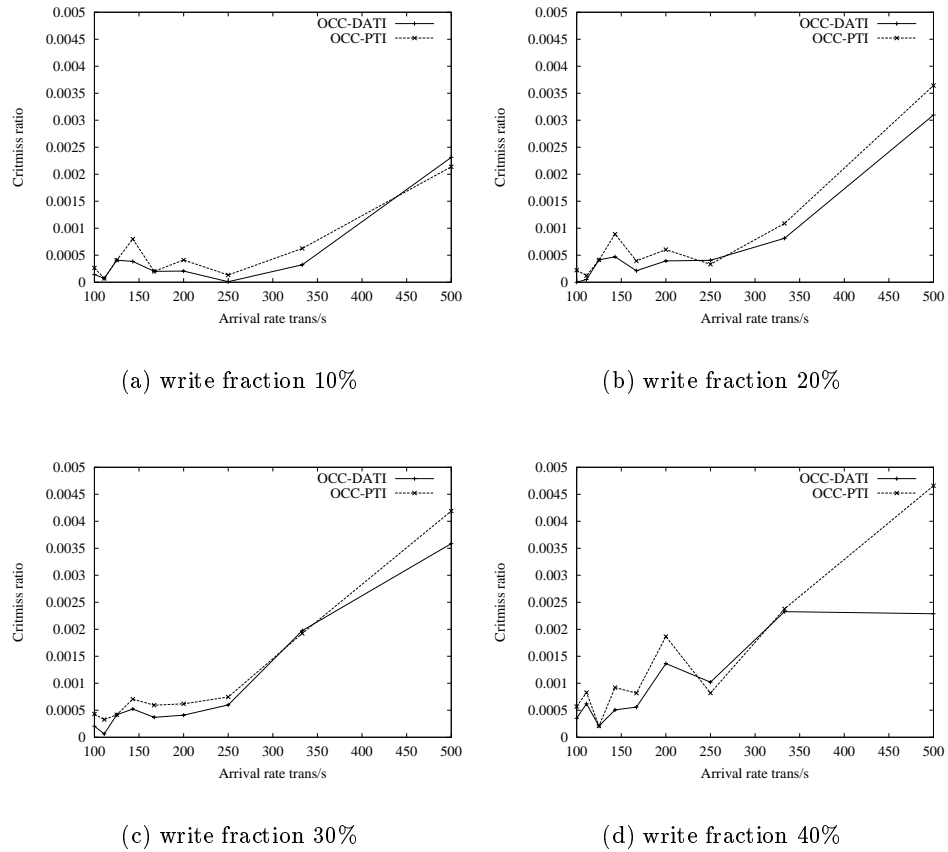 0.005
0.0045
0.004
0.0035
0.003
0.0025
0.002
0.0015
0.001
0.0005
0
Critmiss ratio
OCC-DATI
OCC-PTI
100 150 200 250 300 350 400 450 500
Arrival rate trans/s
(a) write fraction 10%
0.005
0.0045
0.004
0.0035
0.003
0.0025
0.002
0.0015
0.001
0.0005
0
Critmiss ratio
OCC-DATI
OCC-PTI
100 150 200 250 300 350 400 450 500
Arrival rate trans/s
(b) write fraction 20%
0.005
0.0045
0.004
0.0035
0.003
0.0025
0.002
0.0015
0.001
0.0005
0
Critmiss ratio
OCC-DATI
OCC-PTI
100 150 200 250 300 350 400 450 500
Arrival rate trans/s
(c) write fraction 30%
0.005
0.0045
0.004
0.0035
0.003
0.0025
0.002
0.0015
0.001
0.0005
0
Critmiss ratio
OCC-DATI
OCC-PTI
100 150 200 250 300 350 400 450 500
Arrival rate trans/s
(d) write fraction 40%